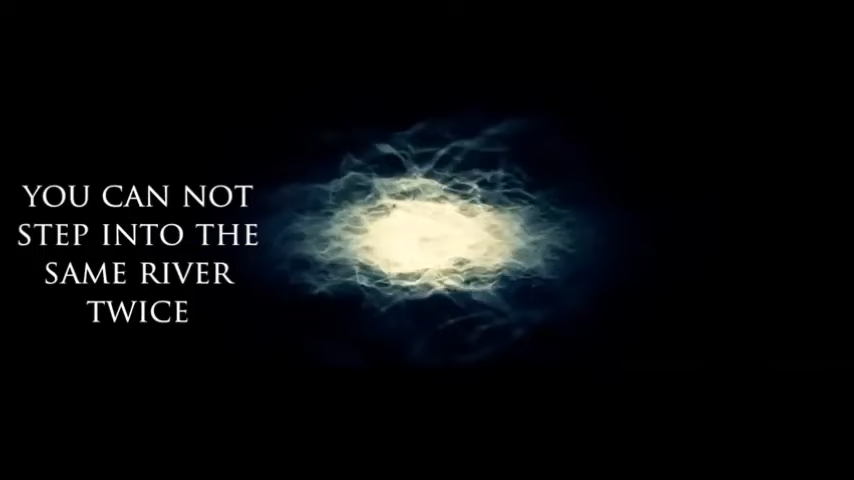 YOU CAN NOT
STEP INTO THE
SAME RIVER
TWICE